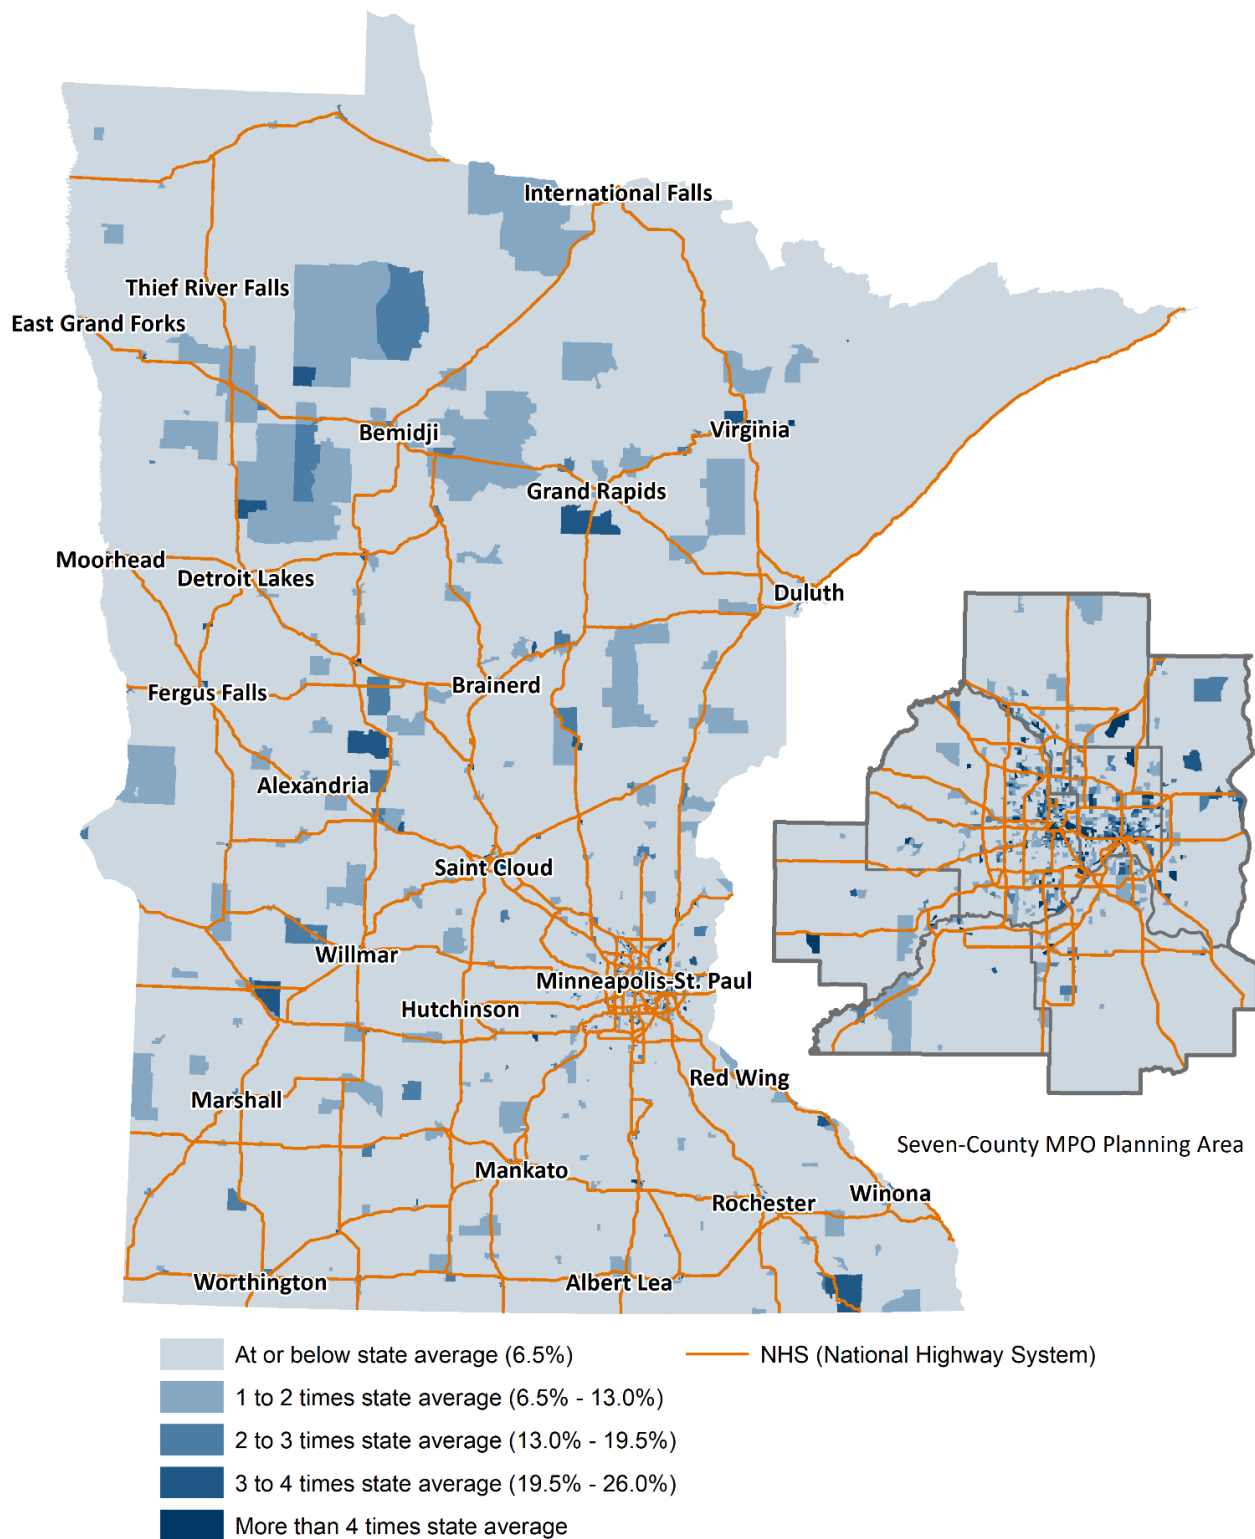 International Falls
Thief River Falls
East Grand Forks
Bemidji
Virginia
Grand Rapids
Moorhead
Detroit Lakes
Duluth
Fergus Falls
Brainerd
Alexandria
Saint Cloud
Willmar
Minneapolis-St. Paul
Hutchinson
Red Wing
Marshall
Seven-County MPO Planning Area
Mankato
Rochester
Winona
Worthington
Albert Lea
At or below state average (6.5%)
NHS (National Highway System)
1 to 2 times state average (6.5% - 13.0%)
2 to 3 times state average (13.0% - 19.5%)
3 to 4 times state average (19.5% - 26.0%)
More than 4 times state average